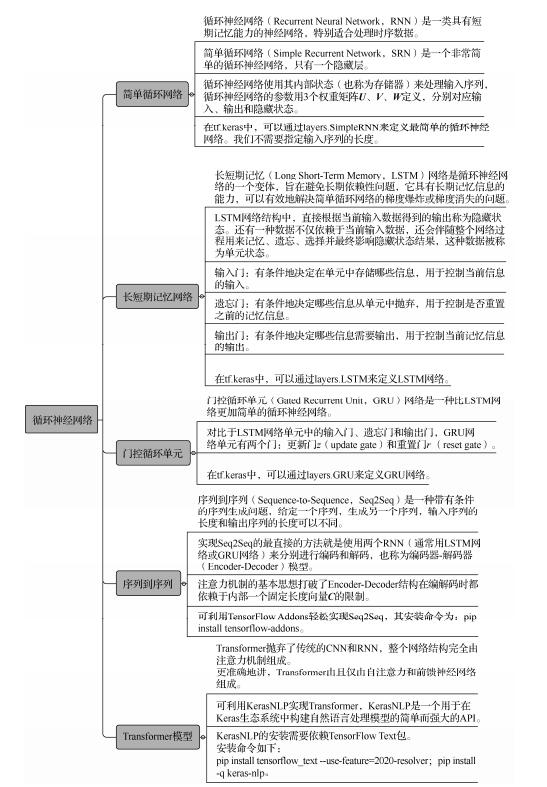 循环神经网络（Recurrent Neural Network，RNN）是一类具有短
期记忆能力的神经网络，特别适合处理时序数据。
简单循环网络（Simple Recurrent Network，SRN）是一个非常简
单的循环神经网络，只有一个隐藏层。
简单循环网络
循环神经网络使用其内部状态（也称为存储器）来处理输入序列，
循环神经网络的参数用3个权重矩阵U、V、W定义，分别对应输
入、输出和隐藏状态。
在tf.keras中，可以通过layers.SimpleRNN来定义最简单的循环神经
网络。我们不需要指定输入序列的长度。
长短期记忆（Long Short-Term Memory，LSTM）网络是循环神经网
络的一个变体，旨在避免长期依赖性问题，它具有长期记忆信息的
能力，可以有效地解决简单循环网络的梯度爆炸或梯度消失的问题。
LSTM网络结构中，直接根据当前输入数据得到的输出称为隐藏状
态。还有一种数据不仅依赖于当前输入数据，还会伴随整个网络过
程用来记忆、遗忘、选择并最终影响隐藏状态结果，这种数据被称
为单元状态。
输入门：有条件地决定在单元中存储哪些信息，用于控制当前信息
的输入。
长短期记忆网络
遗忘门：有条件地决定哪些信息从单元中抛弃，用于控制是否重置
之前的记忆信息。
输出门：有条件地决定哪些信息需要输出，用于控制当前记忆信息
的输出。
在tf.keras中，可以通过layers.LSTM来定义LSTM网络。
循环神经网络
门控循环单元（Gated Recurrent Unit，GRU）网络是一种比LSTM网
络更加简单的循环神经网络。
对比于LSTM网络单元中的输入门、遗忘门和输出门，GRU网
络单元有两个门：更新门z（update gate）和重置门r（reset gate）。
门控循环单元
在tf.keras中，可以通过layers.GRU来定义GRU网络。
序列到序列（Sequence-to-Sequence，Seq2Seq）是一种带有条件
的序列生成问题，给定一个序列，生成另一个序列，输入序列的
长度和输出序列的长度可以不同。
实现Seq2Seq的最直接的方法就是使用两个RNN（通常用LSTM网
络或GRU网络）来分别进行编码和解码，也称为编码器-解码器
（Encoder-Decoder）模型。
序列到序列
注意力机制的基本思想打破了Encoder-Decoder结构在编解码时都
依赖于内部一个固定长度向量C的限制。
可利用TensorFlow Addons轻松实现Seq2Seq，其安装命令为：pip
install tensorflow-addons。
Transformer抛弃了传统的CNN和RNN，整个网络结构完全由
注意力机制组成。
更准确地讲，Transformer由且仅由自注意力和前馈神经网络
组成。
可利用KerasNLP实现Transformer，KerasNLP是一个用于在
Keras生态系统中构建自然语言处理模型的简单而强大的API。
Transformer模型
KerasNLP的安装需要依赖TensorFlow Text包。
安装命令如下：
pip install tensorflow_text --use-feature=2020-resolver；pip install
-q keras-nlp。